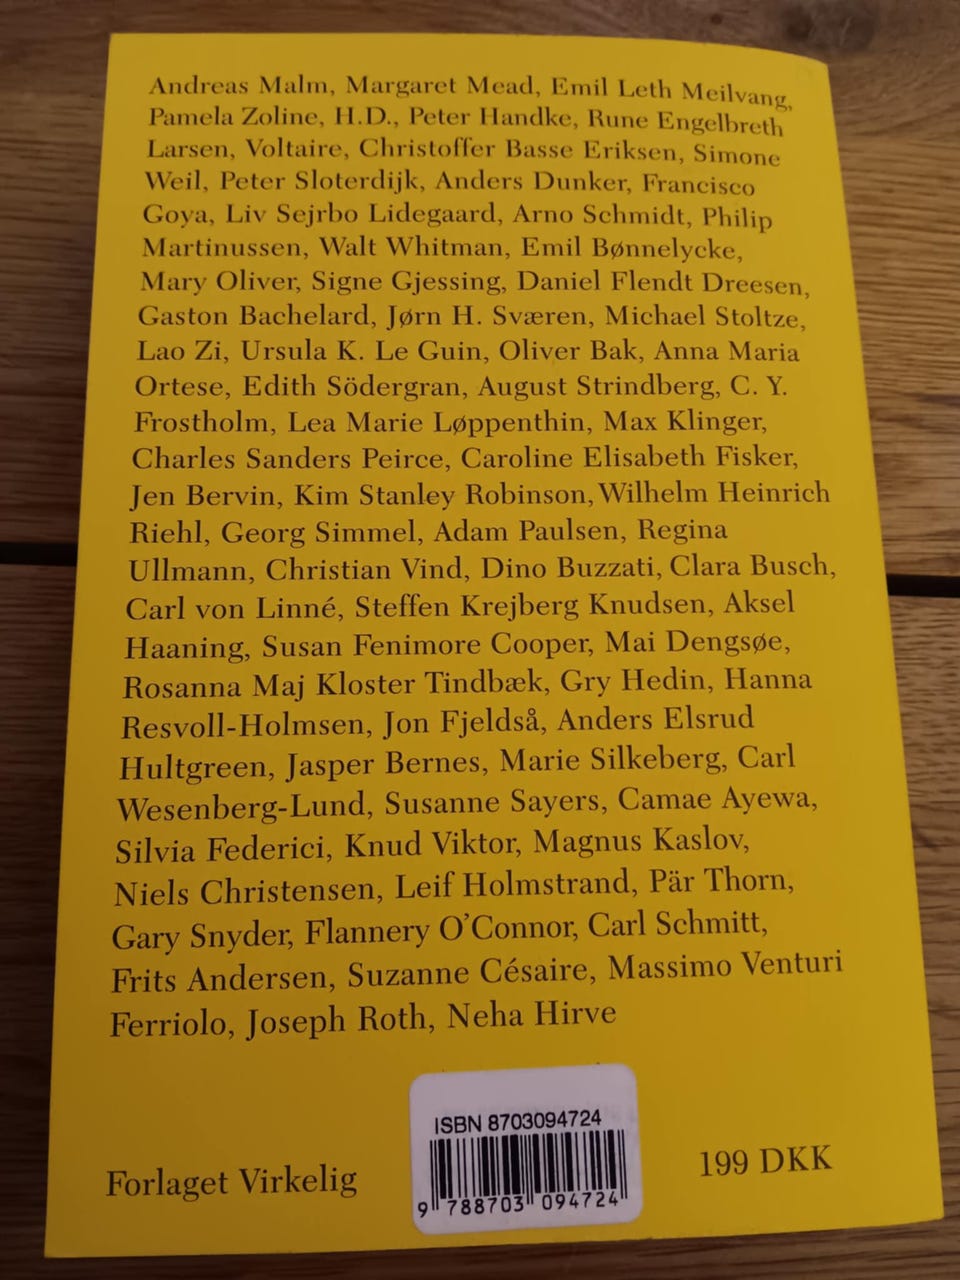 Andreas Malm, Margaret Mead, Emil Leth Meilvang,
Pamela Zoline, H.D., Peter Handke, Rune Engelbreth
Larsen, Voltaire, Christoffer Basse Eriksen, Simone
Weil, Peter Sloterdijk, Anders Dunker, Francisco
Goya, Liv Sejrbo Lidegaard, Arno Schmidt, Philip
Martinussen, Walt Whitman, Emil Bønnelycke,
Mary Oliver, Signe Gjessing, Daniel Flendt Dreesen,
Gaston Bachelard, Jørn H. Sværen, Michael Stoltze,
Lao Zi, Ursula K. Le Guin, Oliver Bak, Anna Maria
Ortese, Edith Södergran, August Strindberg, C. Y.
Frostholm, Lea Marie Løppenthin, Max Klinger,
Charles Sanders Peirce, Caroline Elisabeth Fisker,
Jen Bervin, Kim Stanley Robinson, Wilhelm Heinrich
Riehl, Georg Simmel, Adam Paulsen, Regina
Ullmann, Christian Vind, Dino Buzzati, Clara Busch,
Carl von Linné, Steffen Krejberg Knudsen, Aksel
Haaning, Susan Fenimore Cooper, Mai Dengsøe,
Rosanna Maj Kloster Tindbæk, Gry Hedin, Hanna
Resvoll-Holmsen, Jon Fjeldså, Anders Elsrud
Hultgreen, Jasper Bernes, Marie Silkeberg, Carl
Wesenberg-Lund, Susanne Sayers, Camae Ayewa,
Silvia Federici, Knud Viktor, Magnus Kaslov,
Niels Christensen, Leif Holmstrand, Pär Thorn,
Gary Snyder, Flannery O'Connor, Carl Schmitt,
Frits Andersen, Suzanne Césaire, Massimo Venturi
Ferriolo, Joseph Roth, Neha Hirve
ISBN 8703094724
9 788703 094724
Forlaget Virkelig
199 DKK